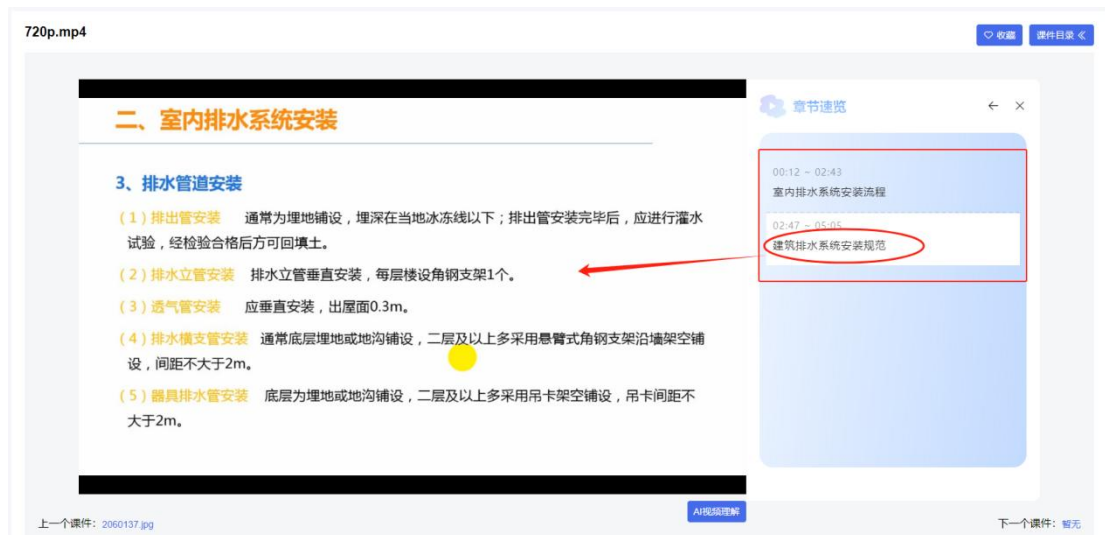 720p.mp4
♡ 收藏
课件目录 《
二、室内排水系统安装
3、排水管道安装
（1）排出管安装 通常为埋地铺设，埋深在当地冰冻线以下；排出管安装完毕后，应进行灌水
试验，经检验合格后方可回填土。
（2）排水立管安装 排水立管垂直安装，每层楼设角钢支架1个。
（3）透气管安装 应垂直安装，出屋面0.3m。
（4）排水横支管安装 通常底层埋地或地沟铺设，二层及以上多采用悬臂式角钢支架沿墙架空铺
设，间距不大于2m。
（5）器具排水管安装 底层为埋地或地沟铺设，二层及以上多采用吊卡架空铺设，吊卡间距不
大于2m。
章节速览
00:12 ~ 02:43
室内排水系统安装流程
02:47 ~ 05:05
建筑排水系统安装规范
AI视频理解
上一个课件：2060137.jpg
下一个课件：暂无